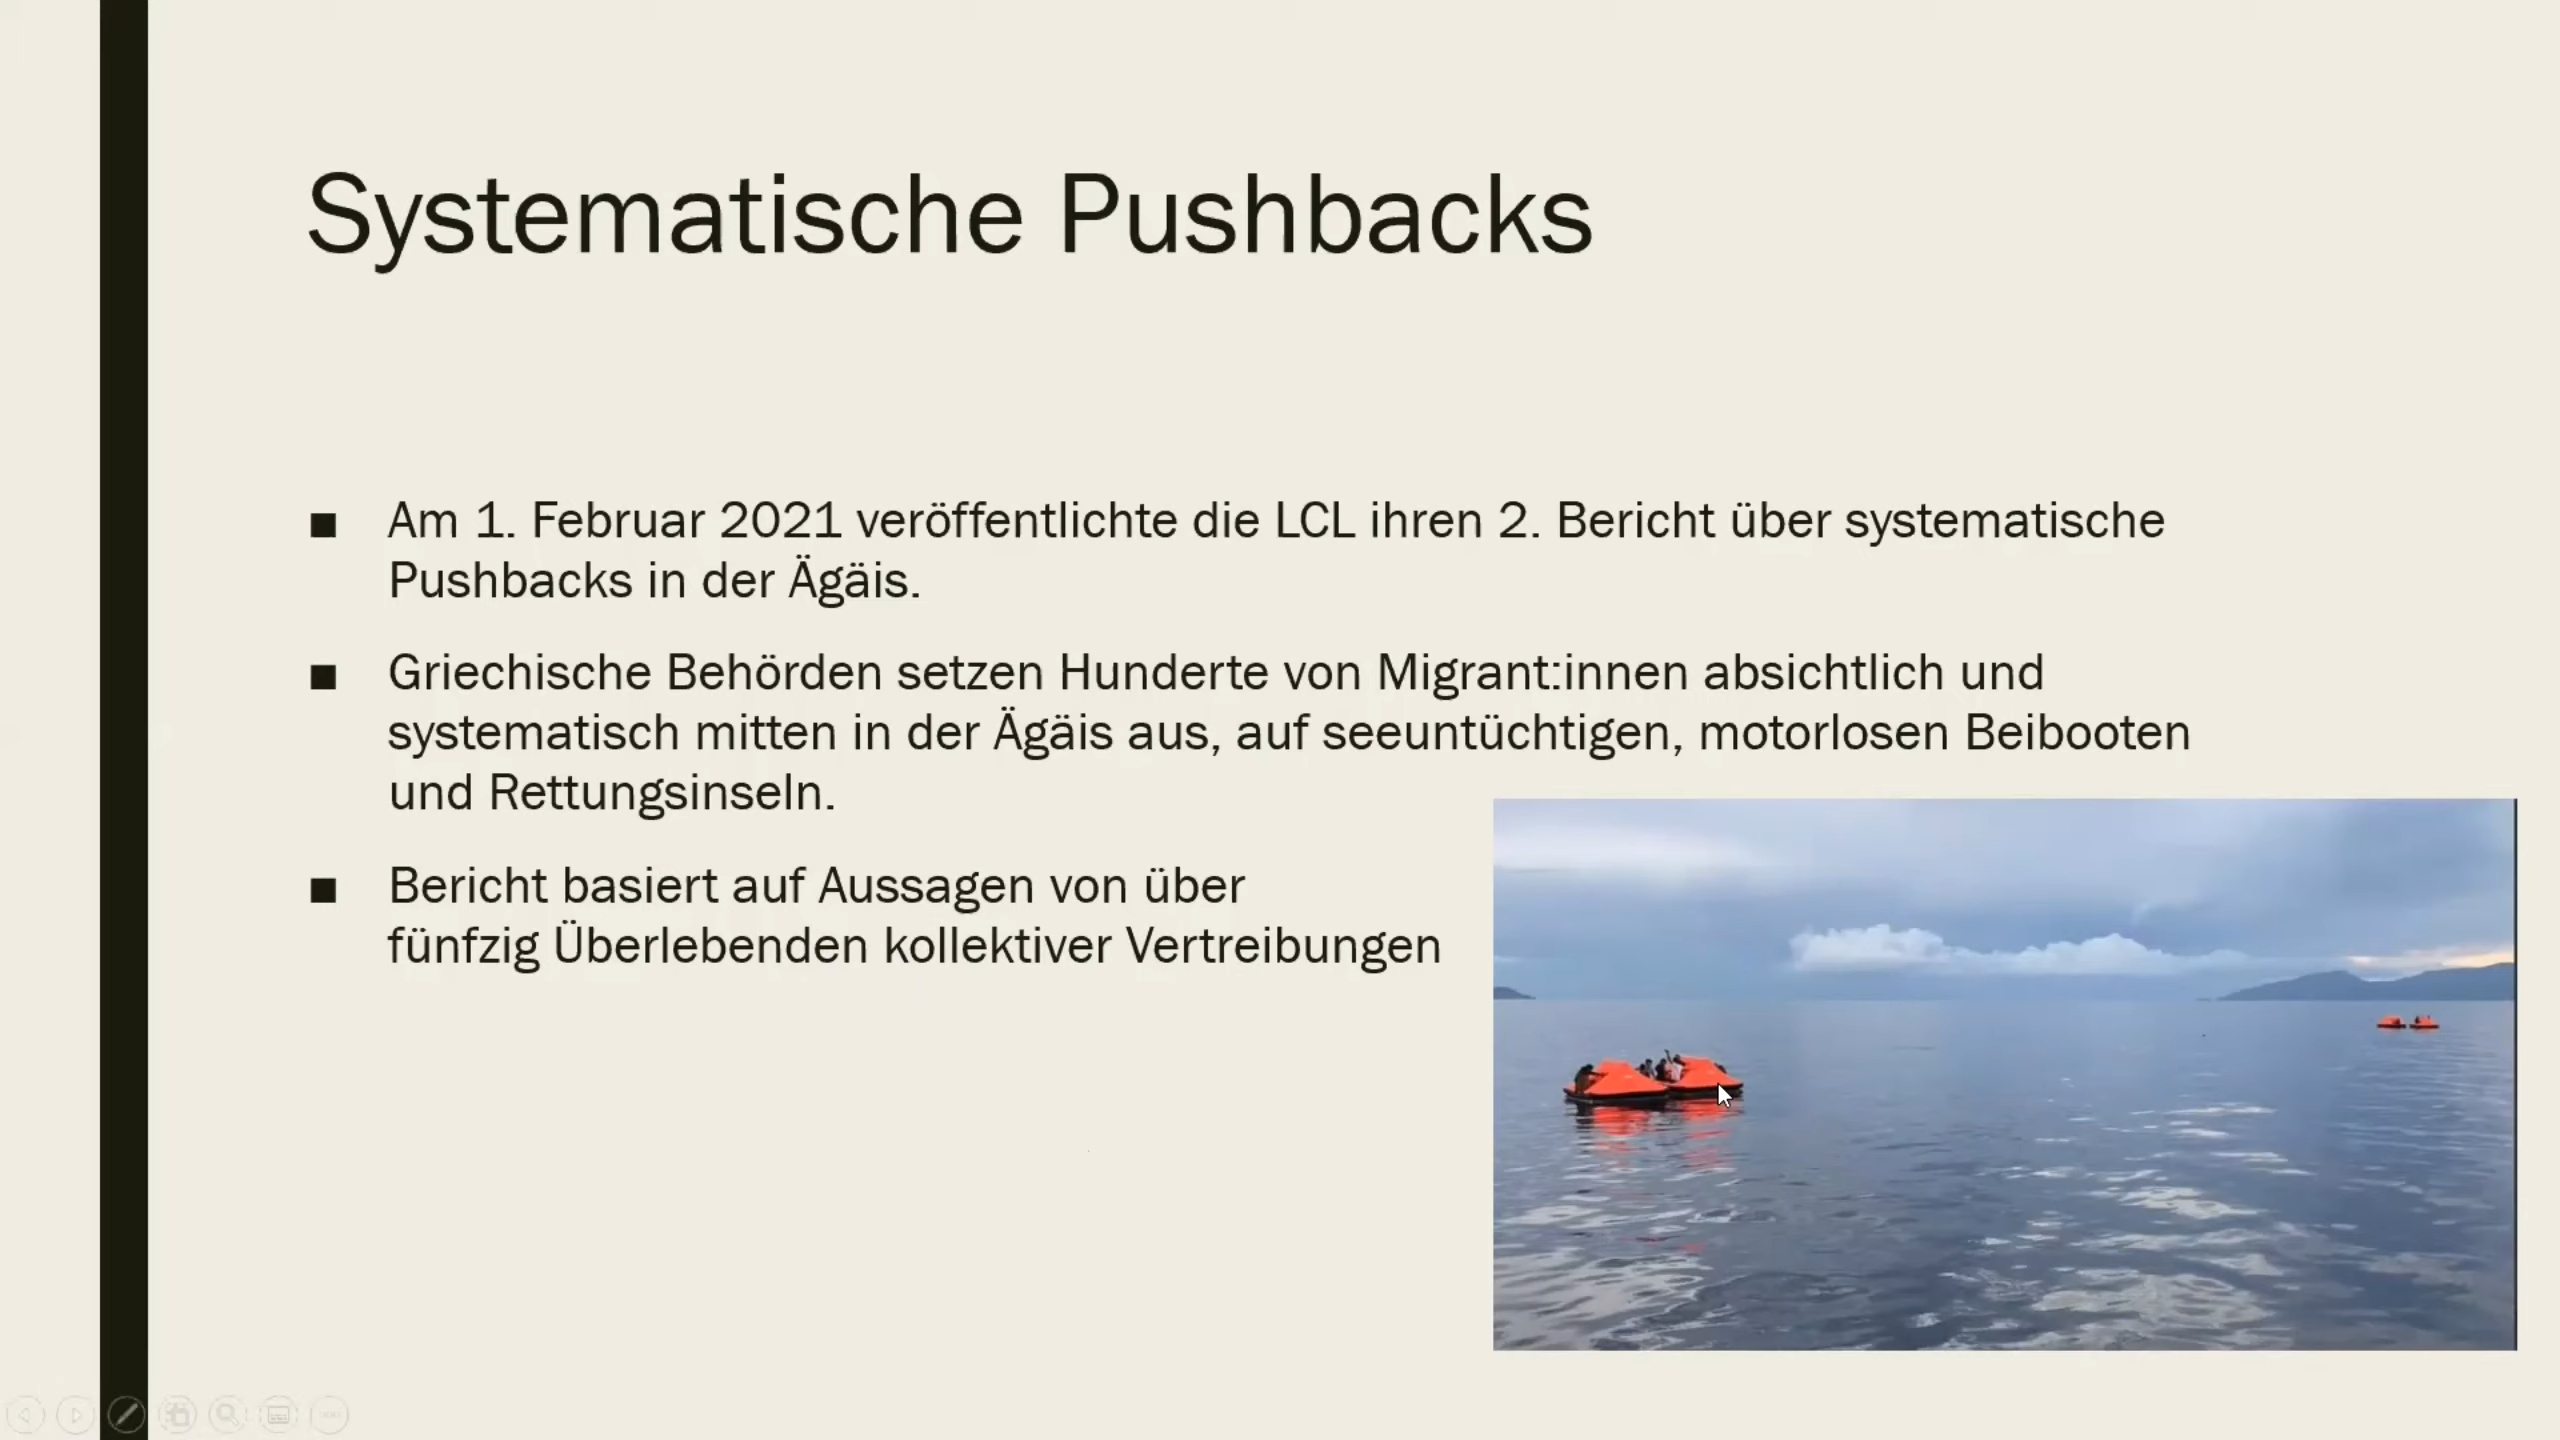 Systematische Pushbacks
■ Am 1. Februar 2021 veröffentlichte die LCL ihren 2. Bericht über systematische
Pushbacks in der Ägäis.
■ Griechische Behörden setzen Hunderte von Migrant:innen absichtlich und
systematisch mitten in der Ägäis aus, auf seeuntüchtigen, motorlosen Beibooten
und Rettungsinseln.
■ Bericht basiert auf Aussagen von über
fünfzig Überlebenden kollektiver Vertreibungen